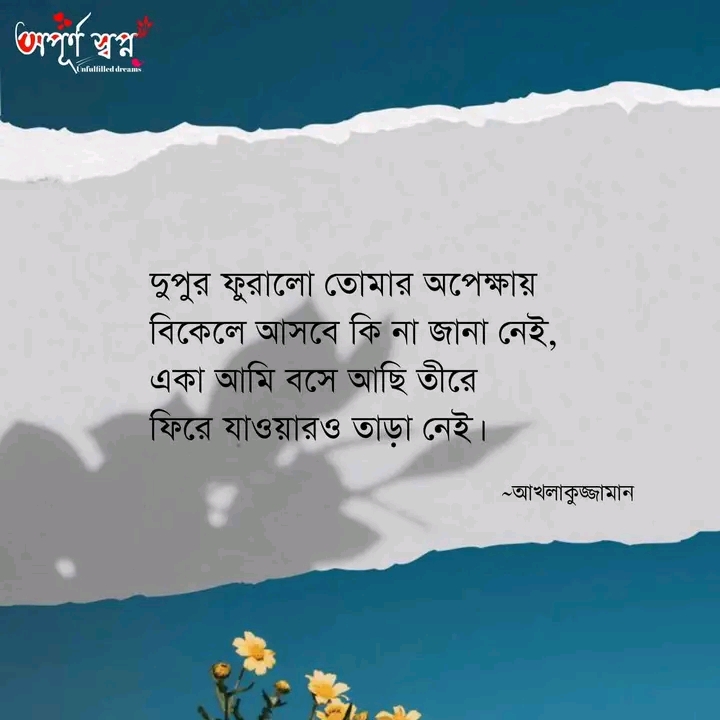 অপূর্ণ স্বপ্ন
Unfulfilled dreams
দুপুর ফুরালো তোমার অপেক্ষায়
বিকেলে আসবে কি না জানা নেই,
একা আমি বসে আছি তীরে
ফিরে যাওয়ারও তাড়া নেই।
~আখলাকুজ্জামান